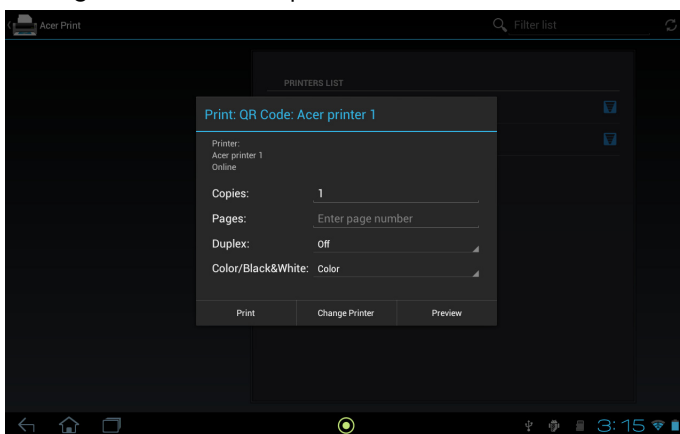 Acer Print
Filter list
PRINTERS LIST
Print: QR Code: Acer printer 1
Printer:
Acer printer 1
Online
Copies: 1
Pages: Enter page number
Duplex: Off
Color/Black&White: Color
Print Change Printer Preview
3:15